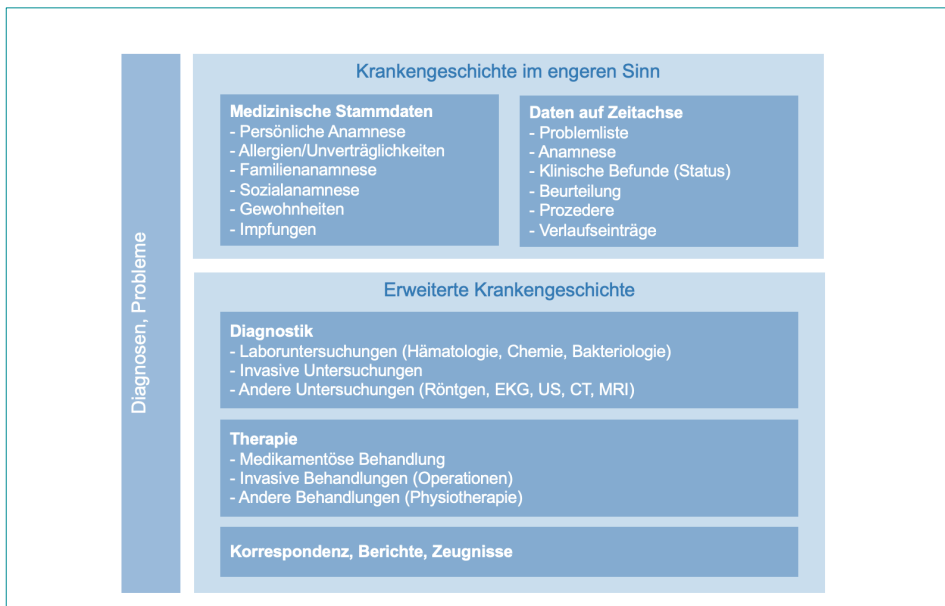 Diagnosen, Probleme
Krankengeschichte im engeren Sinn
Medizinische Stammdaten
- Persönliche Anamnese
- Allergien/Unverträglichkeiten
- Familienanamnese
- Sozialanamnese
- Gewohnheiten
- Impfungen
Daten auf Zeitachse
- Problemliste
- Anamnese
- Klinische Befunde (Status)
- Beurteilung
- Prozedere
- Verlaufseinträge
Erweiterte Krankengeschichte
Diagnostik
- Laboruntersuchungen (Hämatologie, Chemie, Bakteriologie)
- Invasive Untersuchungen
- Andere Untersuchungen (Röntgen, EKG, US, CT, MRI)
Therapie
- Medikamentöse Behandlung
- Invasive Behandlungen (Operationen)
- Andere Behandlungen (Physiotherapie)
Korrespondenz, Berichte, Zeugnisse